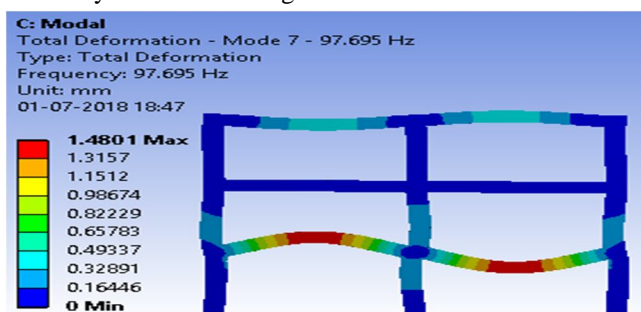 C: Modal
Total Deformation - Mode 7 - 97.695 Hz
Type: Total Deformation
Frequency: 97.695 Hz
Unit: mm
01-07-2018 18:47
1.4801 Max
1.3157
1.1512
0.98674
0.82229
0.65783
0.49337
0.32891
0.16446
0 Min